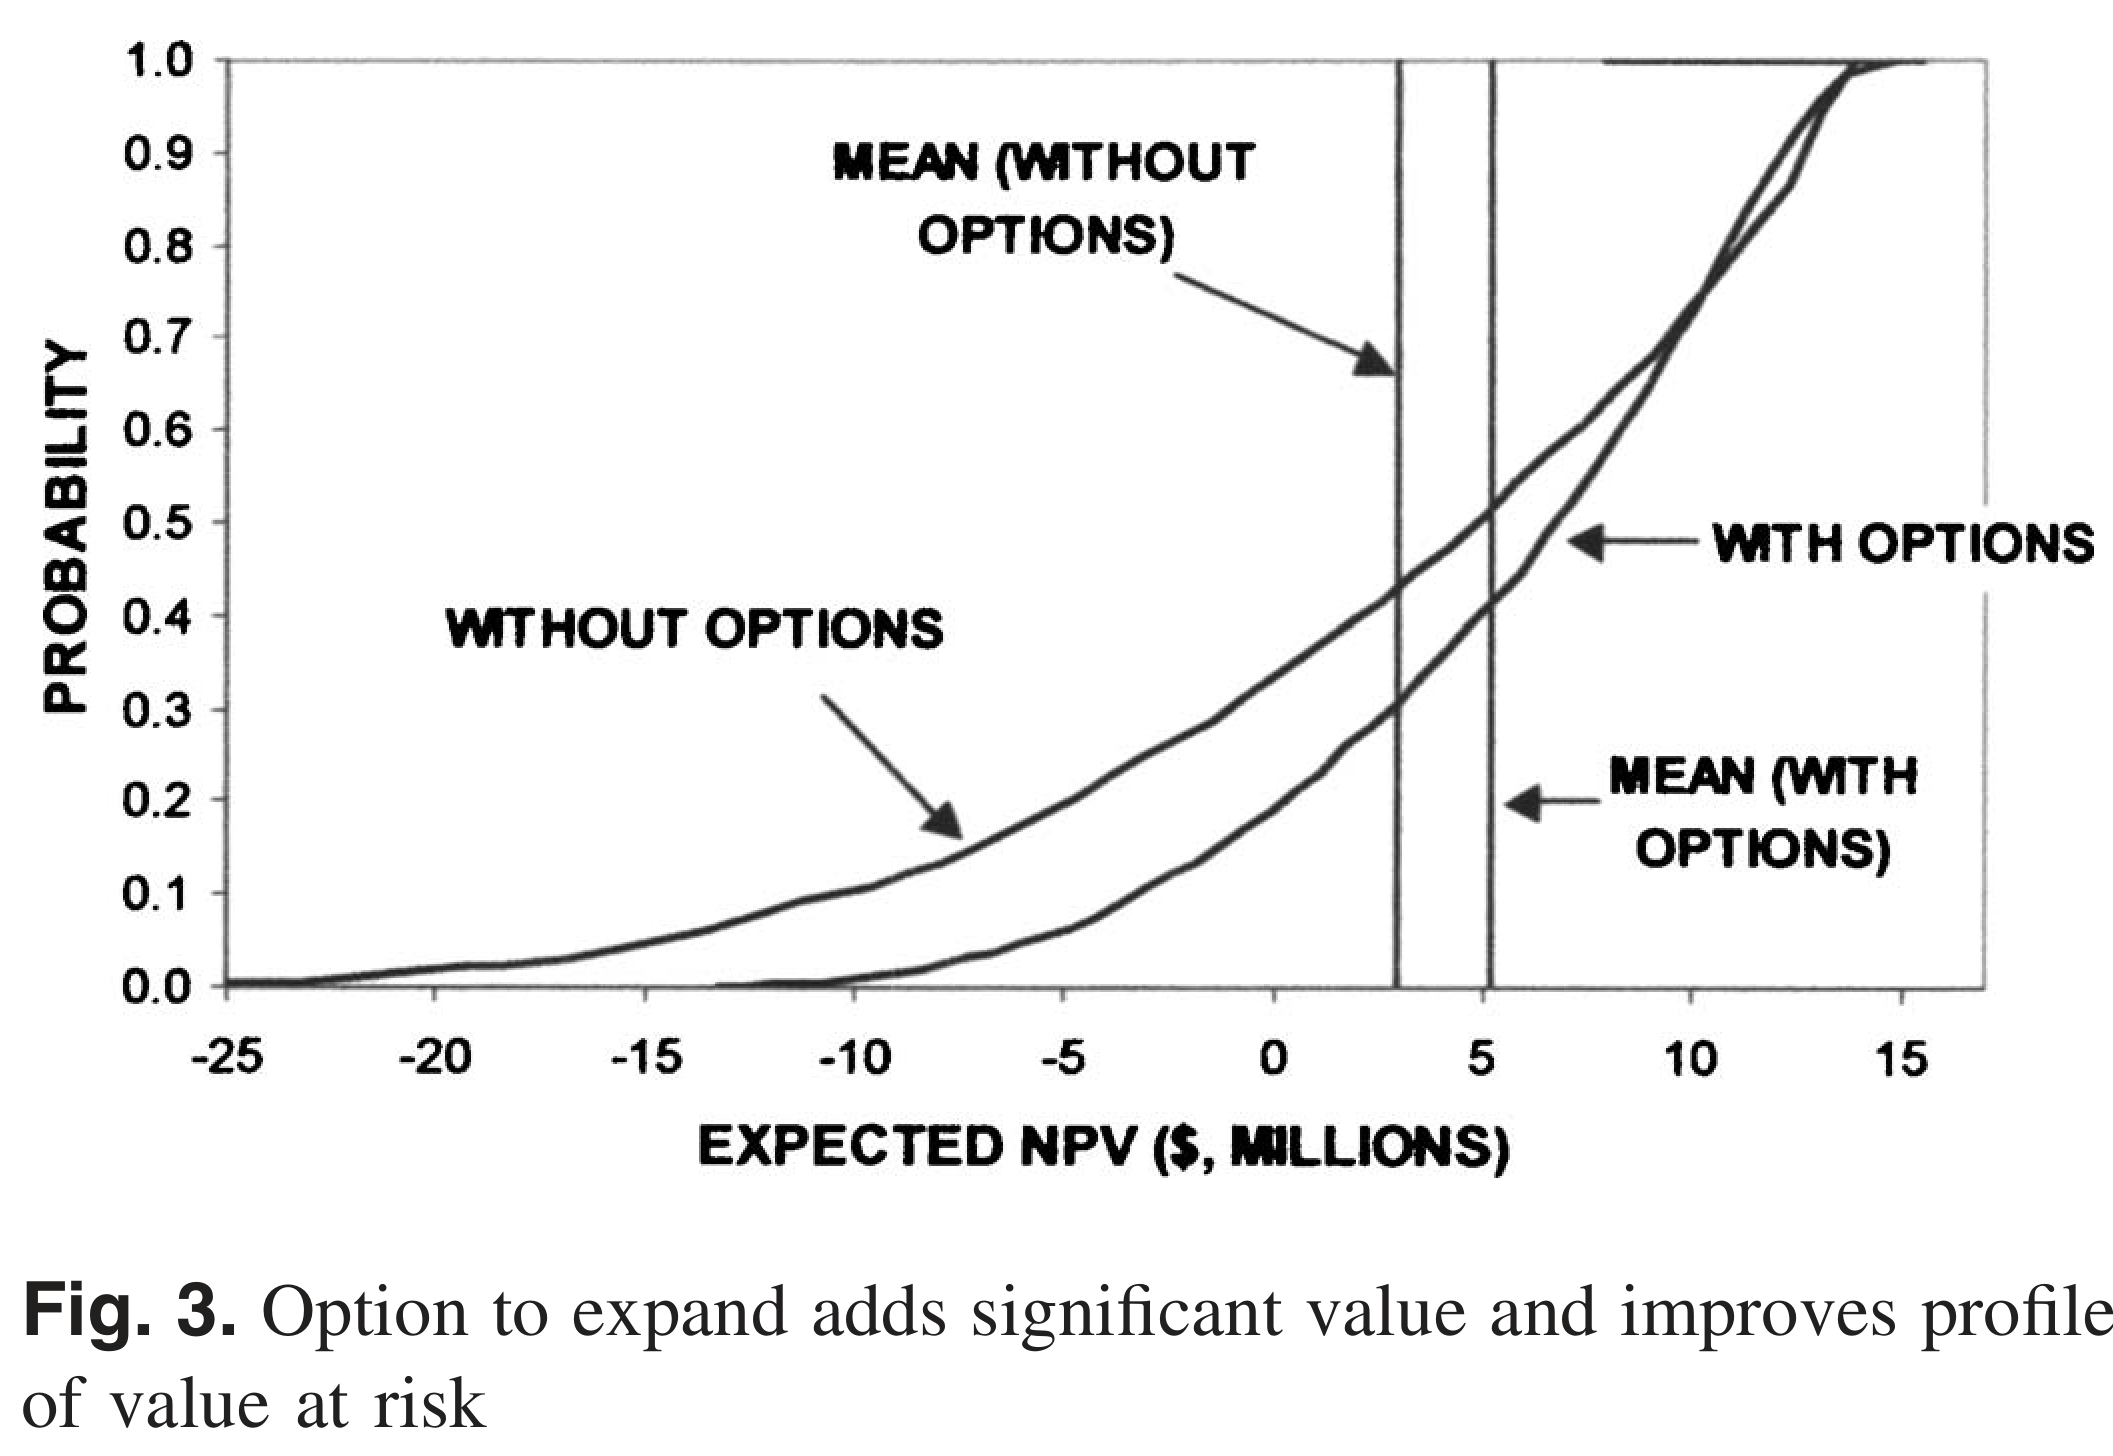 1.0
0.9
0.8
0.7
0.6
0.5
0.4
0.3
0.2
0.1
0.0
PROBABILITY
MEAN (WITHOUT
OPTIONS)
WITH OPTIONS
WITHOUT OPTIONS
MEAN (WITH
OPTIONS)
-25 -20 -15 -10 -5 0 5 10 15
EXPECTED NPV ($, MILLIONS)
Fig. 3. Option to expand adds significant value and improves profile
of value at risk